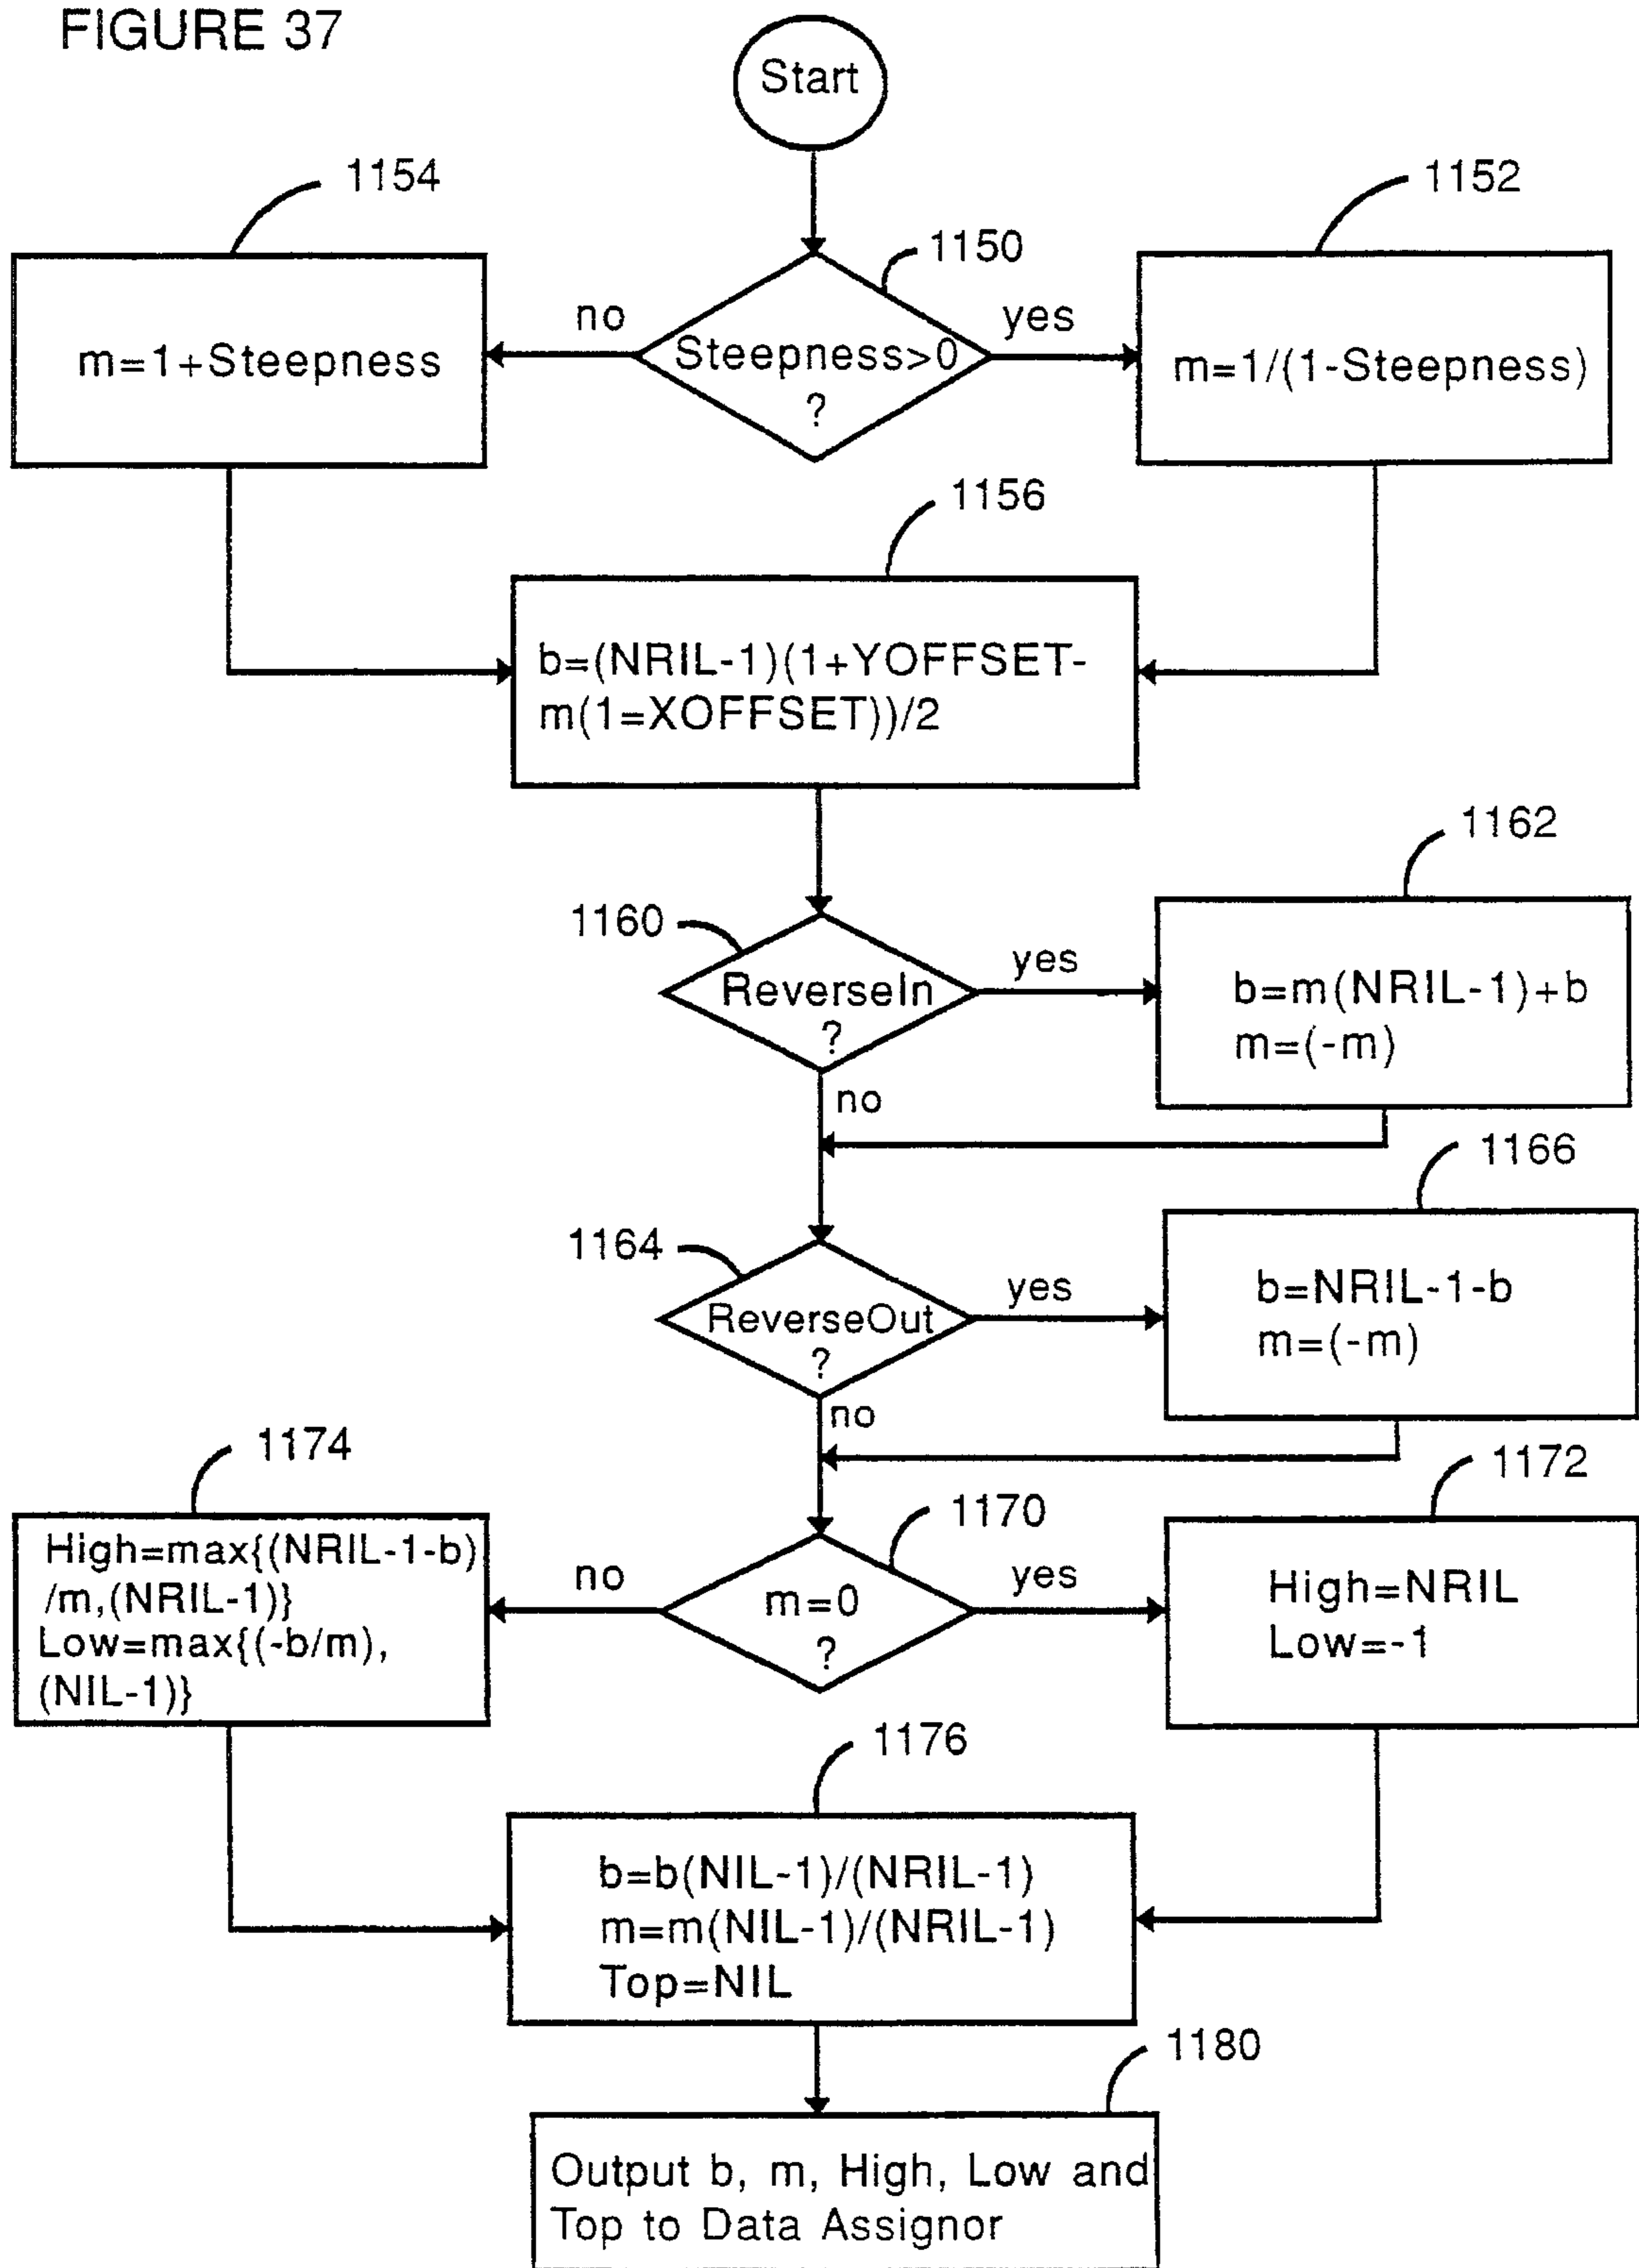 FIGURE 37
Start
1154
1152
1150
no
yes
m=1+Steepness
Steepness>0
?
m=1/(1-Steepness)
1156
b=(NRIL-1)(1+YOFFSET-
m(1=XOFFSET))/2
1162
1160
yes
ReverseIn
?
b=m(NRIL-1)+b
m=(-m)
no
1166
1164
yes
ReverseOut
?
b=NRIL-1-b
m=(-m)
no
1174
1172
1170
High=max{(NRIL-1-b)
/m,(NRIL-1)}
Low=max{(-b/m),
(NIL-1)}
no
m=0
?
yes
High=NRIL
Low=-1
1176
b=b(NIL-1)/(NRIL-1)
m=m(NIL-1)/(NRIL-1)
Top=NIL
1180
Output b, m, High, Low and
Top to Data Assignor